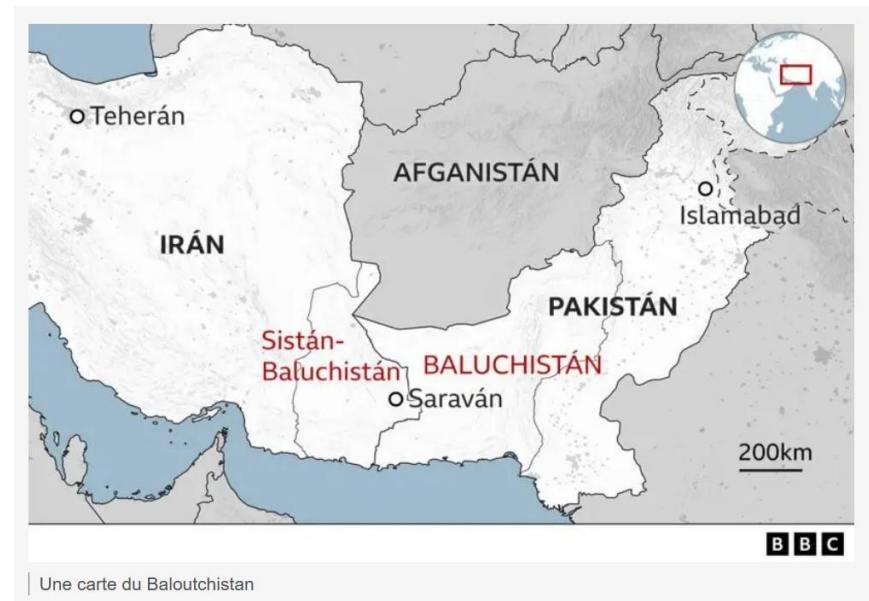 Teherán
AFGANISTÁN
Islamabad
IRÁN
PAKISTÁN
Sistán-
Baluchistán
BALUCHISTÁN
Saraván
200km
BBC
Une carte du Baloutchistan